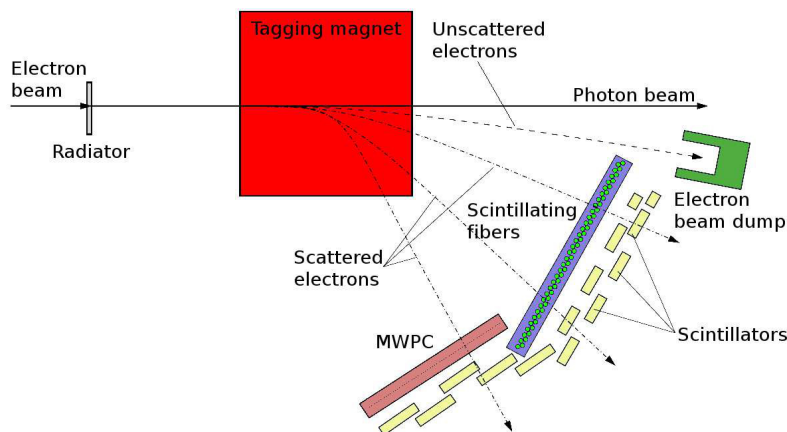 Tagging magnet
Unscattered
electrons
Electron
beam
Photon beam
Radiator
Scintillating
fibers
Electron
beam dump
Scattered
electrons
MWPC
Scintillators